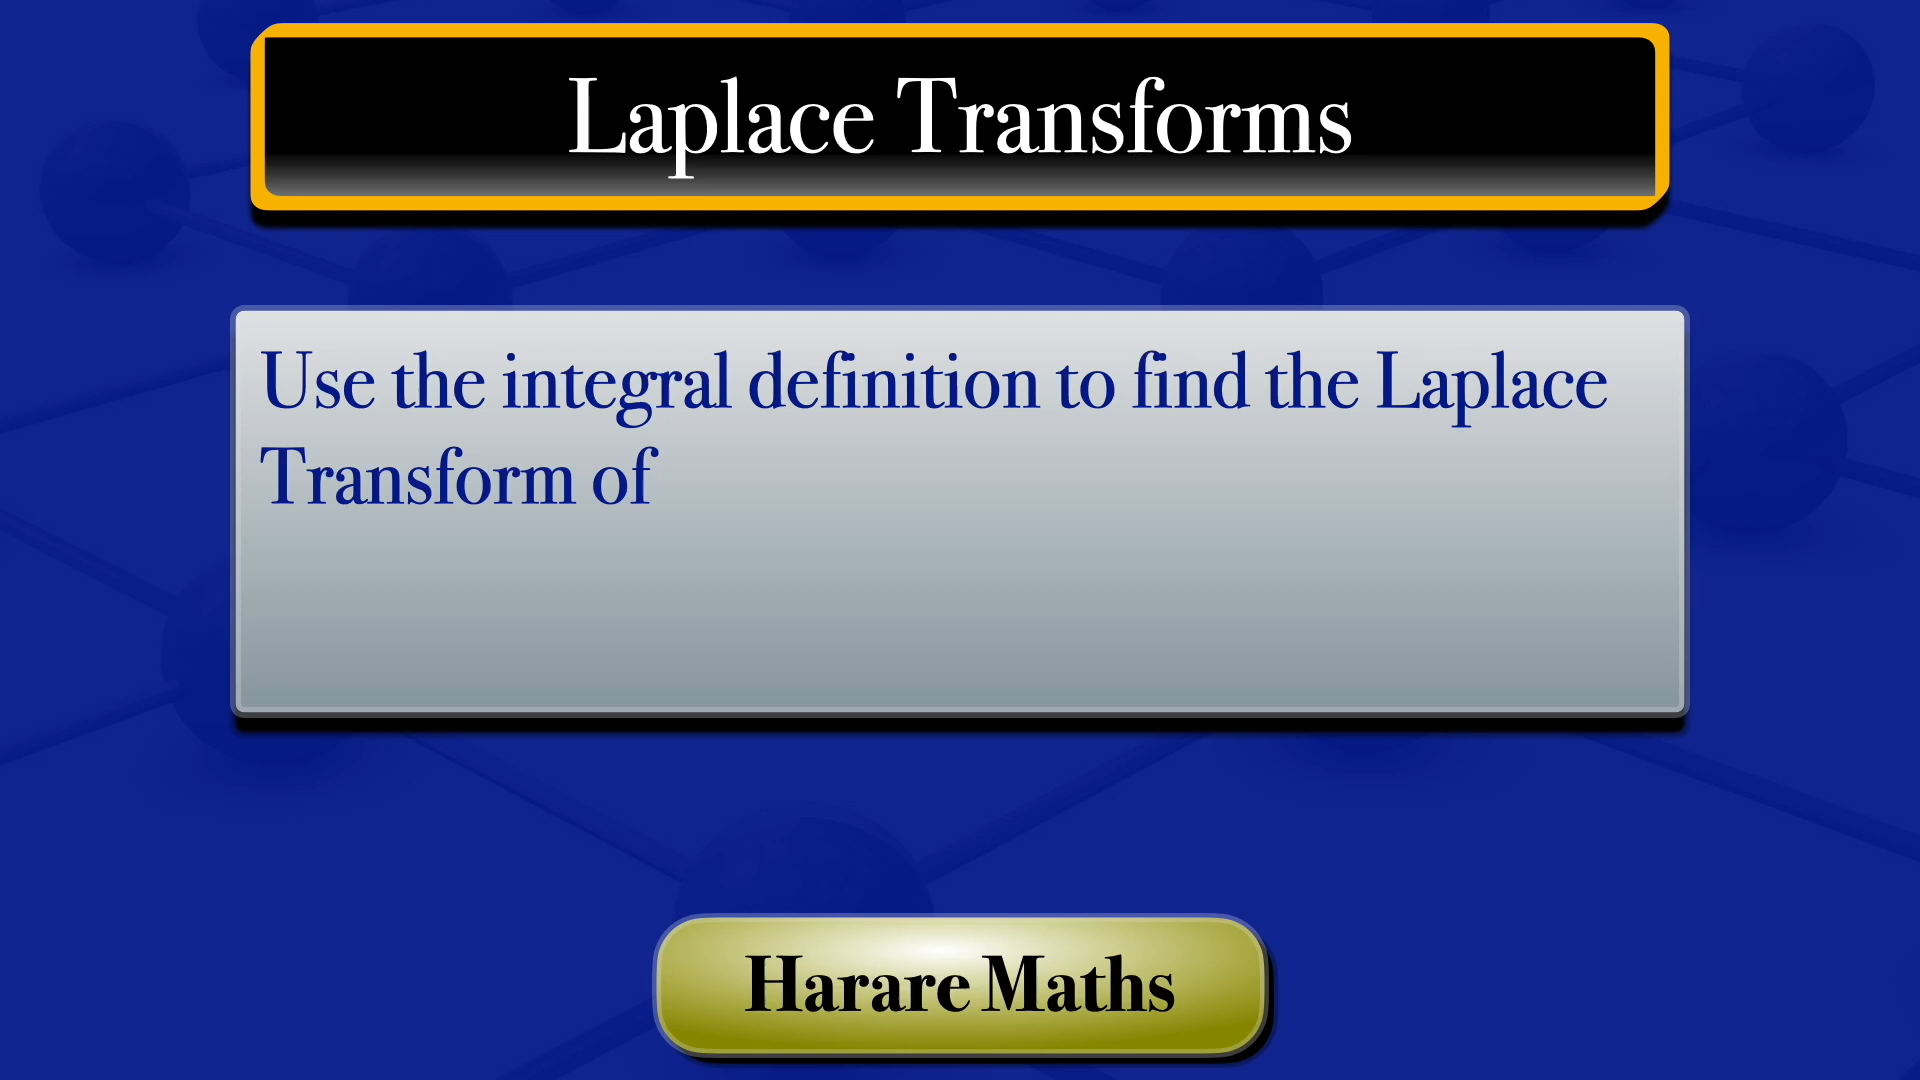 Laplace Transforms
Use the integral definition to find the Laplace
Transform of
Harare Maths